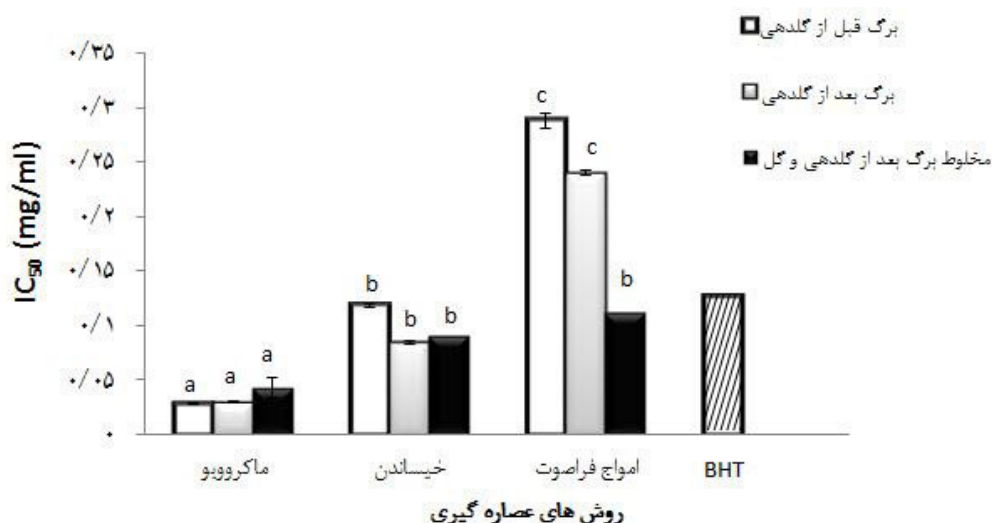 برگ قبل از گلدهی
برگ بعد از گلدهی
مخلوط برگ بعد از گلدهی و گل
IC50 (mg/ml)
۰/۳۵
۰/۳
۰/۲۵
۰/۲
۰/۱۵
۰/۱
۰/۰۵
۰
a a a
b b b
c c b
ماکروویو خیساندن امواج فراصوت BHT
روش های عصاره گیری